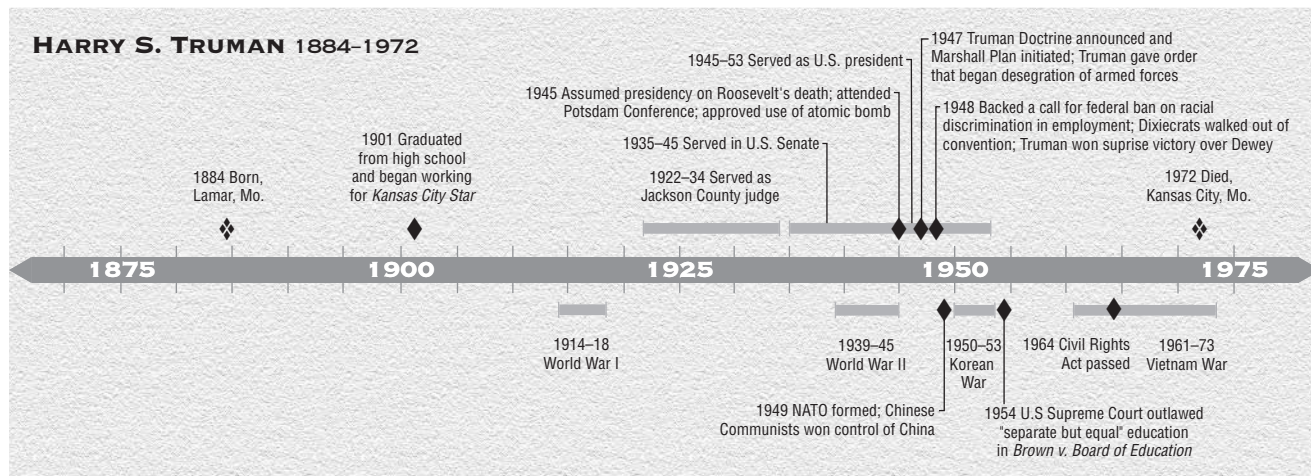 HARRY S. TRUMAN 1884–1972
1945–53 Served as U.S. president
1947 Truman Doctrine announced and
Marshall Plan initiated; Truman gave order
that began desegration of armed forces
1945 Assumed presidency on Roosevelt's death; attended
Potsdam Conference; approved use of atomic bomb
1948 Backed a call for federal ban on racial
discrimination in employment; Dixiecrats walked out of
convention; Truman won suprise victory over Dewey
1935–45 Served in U.S. Senate
1901 Graduated
from high school
and began working
for Kansas City Star
1884 Born,
Lamar, Mo.
1922–34 Served as
Jackson County judge
1972 Died,
Kansas City, Mo.
1875 1900 1925 1950 1975
1914–18
World War I
1939–45
World War II
1950–53
Korean
War
1964 Civil Rights
Act passed
1961–73
Vietnam War
1949 NATO formed; Chinese
Communists won control of China
1954 U.S Supreme Court outlawed
"separate but equal" education
in Brown v. Board of Education